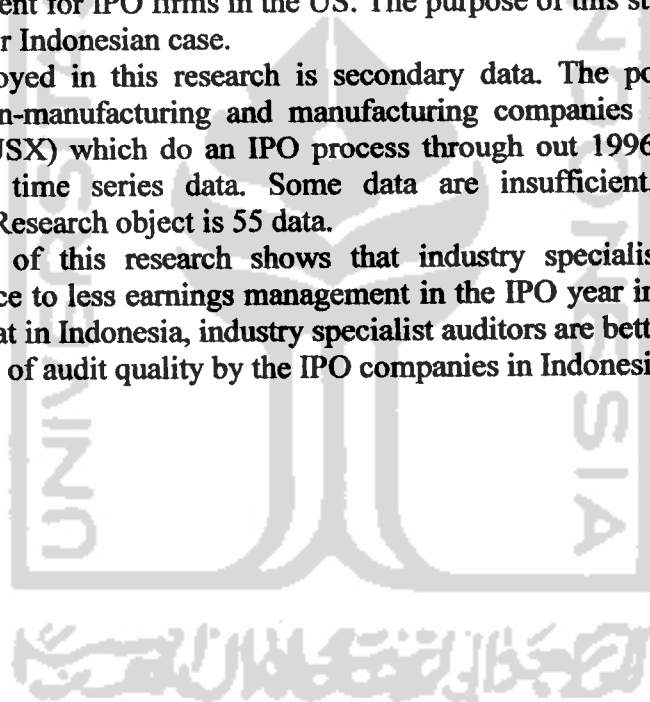 ent for IPO firms in the US. The purpose of this st
r Indonesian case.
oyed in this research is secondary data. The po
n-manufacturing and manufacturing companies
JSX) which do an IPO process through out 1996
time series data. Some data are insufficient
Research object is 55 data.
of this research shows that industry specialis
ce to less earnings management in the IPO year in
at in Indonesia, industry specialist auditors are bett
of audit quality by the IPO companies in Indonesi
UNIVERSITAS
INDONESIA